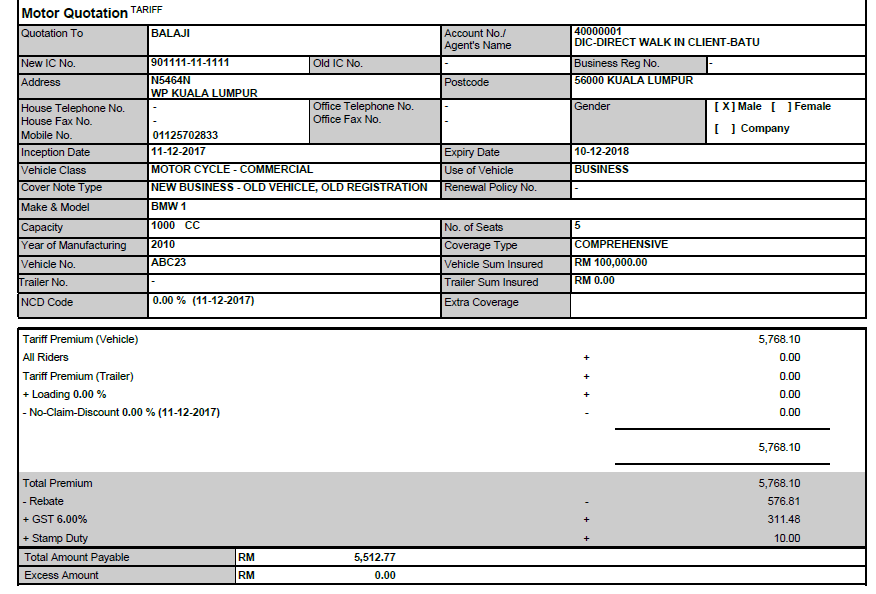 Motor Quotation TARIFF
Quotation To BALAJI Account No./ Agent's Name 40000001
DIC-DIRECT WALK IN CLIENT-BATU
New IC No. 901111-11-1111 Old IC No. - Business Reg No. -
Address N5464N Postcode 56000 KUALA LUMPUR
WP KUALA LUMPUR
House Telephone No. - Office Telephone No. - Gender [ X ] Male [ ] Female
House Fax No. - Office Fax No. -
[ ] Company
Mobile No. 01125702833
Inception Date 11-12-2017 Expiry Date 10-12-2018
Vehicle Class MOTOR CYCLE - COMMERCIAL Use of Vehicle BUSINESS
Cover Note Type NEW BUSINESS - OLD VEHICLE, OLD REGISTRATION Renewal Policy No. -
Make & Model BMW 1
Capacity 1000 CC No. of Seats 5
Year of Manufacturing 2010 Coverage Type COMPREHENSIVE
Vehicle No. ABC23 Vehicle Sum Insured RM 100,000.00
Trailer No. - Trailer Sum Insured RM 0.00
NCD Code 0.00 % (11-12-2017) Extra Coverage
Tariff Premium (Vehicle) 5,768.10
All Riders + 0.00
Tariff Premium (Trailer) + 0.00
+ Loading 0.00 % + 0.00
- No-Claim-Discount 0.00 % (11-12-2017) - 0.00
5,768.10
Total Premium 5,768.10
- Rebate - 576.81
+ GST 6.00% + 311.48
+ Stamp Duty + 10.00
Total Amount Payable RM 5,512.77
Excess Amount RM 0.00